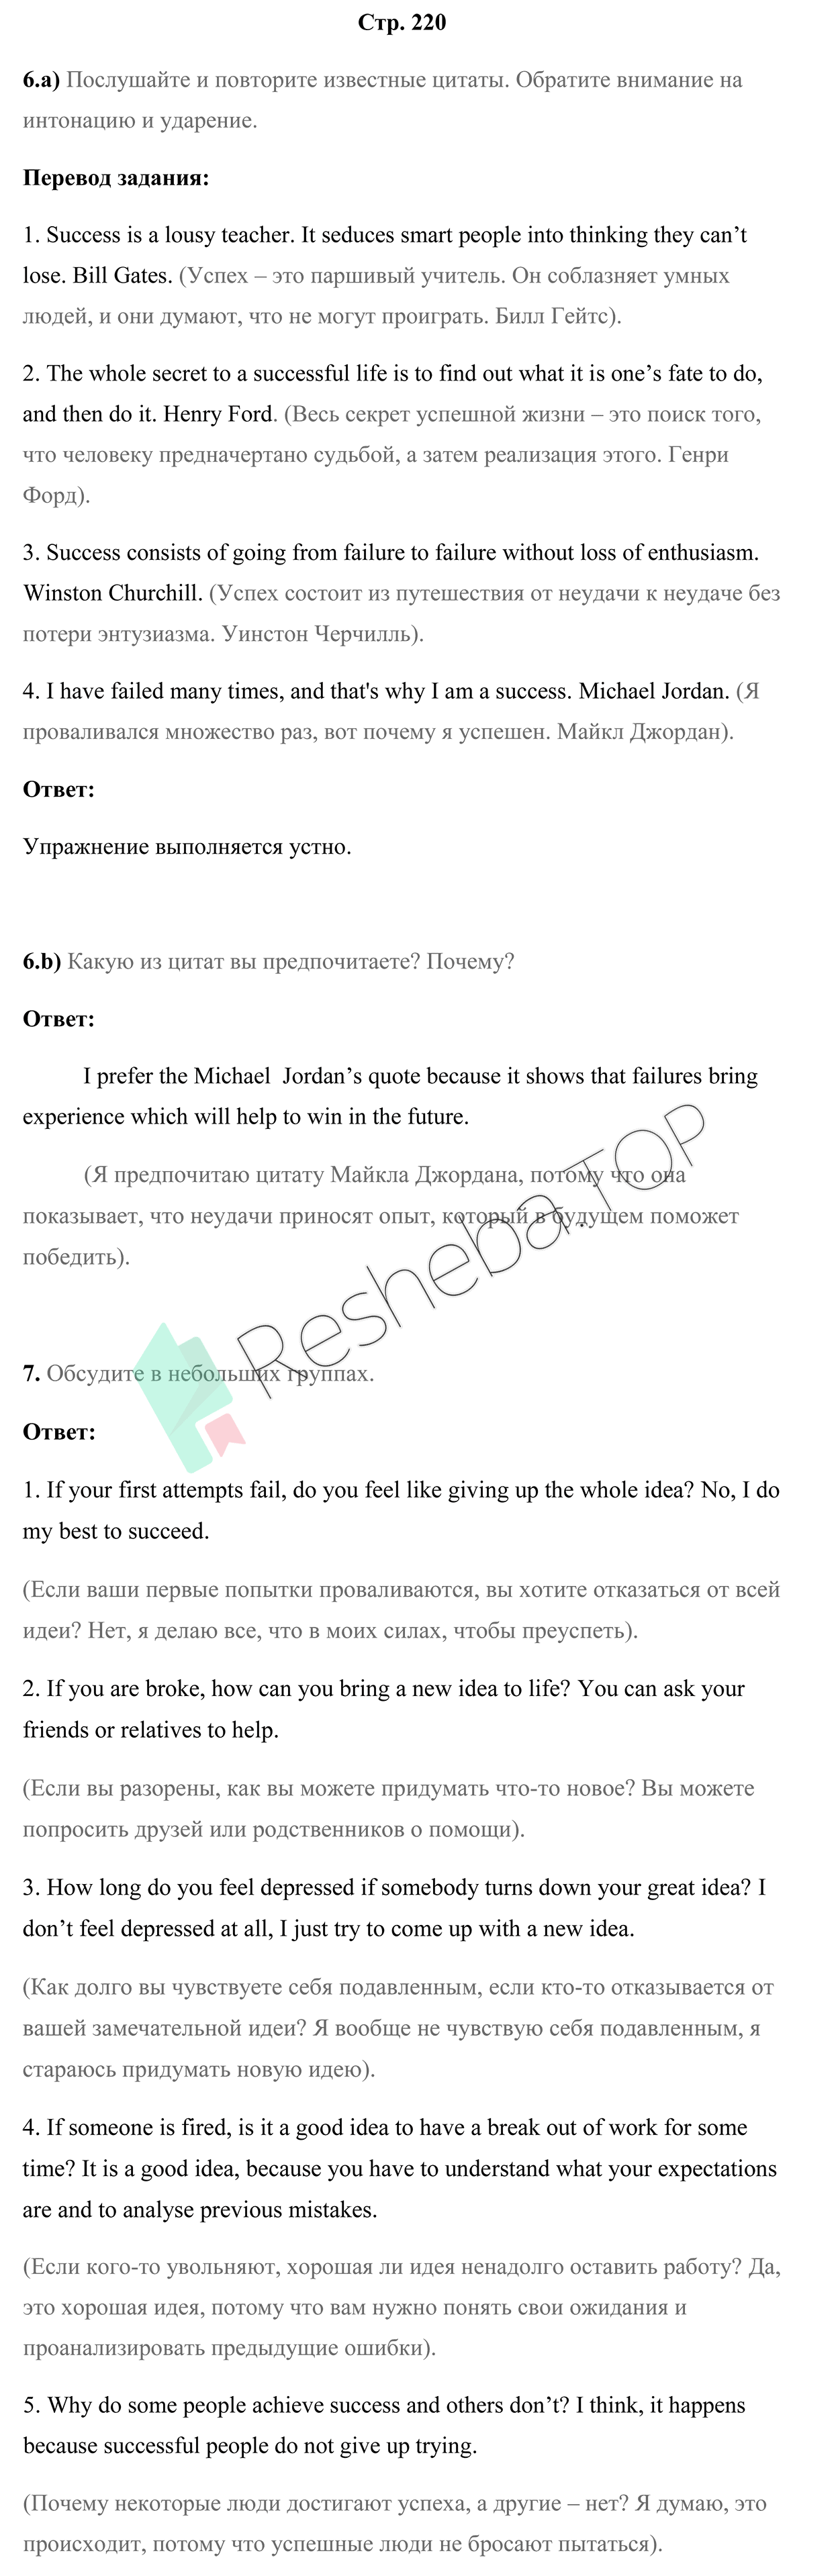 Стр. 220
6.a) Послушайте и повторите известные цитаты. Обратите внимание на
интонацию и ударение.
Перевод задания:
1. Success is a lousy teacher. It seduces smart people into thinking they can’t
lose. Bill Gates. (Успех – это паршивый учитель. Он соблазняет умных
людей, и они думают, что не могут проиграть. Билл Гейтс).
2. The whole secret to a successful life is to find out what it is one’s fate to do,
and then do it. Henry Ford. (Весь секрет успешной жизни – это поиск того,
что человеку предначертано судьбой, а затем реализация этого. Генри
Форд).
3. Success consists of going from failure to failure without loss of enthusiasm.
Winston Churchill. (Успех состоит из путешествия от неудачи к неудаче без
потери энтузиазма. Уинстон Черчилль).
4. I have failed many times, and that's why I am a success. Michael Jordan. (Я
проваливался множество раз, вот почему я успешен. Майкл Джордан).
Ответ:
Упражнение выполняется устно.
6.b) Какую из цитат вы предпочитаете? Почему?
Ответ:
I prefer the Michael  Jordan’s quote because it shows that failures bring
experience which will help to win in the future.
(Я предпочитаю цитату Майкла Джордана, потому что она
показывает, что неудачи приносят опыт, который в будущем поможет
победить).
Resheba.TOP
7. Обсудите в небольших группах.
Ответ:
1. If your first attempts fail, do you feel like giving up the whole idea? No, I do
my best to succeed.
(Если ваши первые попытки проваливаются, вы хотите отказаться от всей
идеи? Нет, я делаю все, что в моих силах, чтобы преуспеть).
2. If you are broke, how can you bring a new idea to life? You can ask your
friends or relatives to help.
(Если вы разорены, как вы можете придумать что-то новое? Вы можете
попросить друзей или родственников о помощи).
3. How long do you feel depressed if somebody turns down your great idea? I
don’t feel depressed at all, I just try to come up with a new idea.
(Как долго вы чувствуете себя подавленным, если кто-то отказывается от
вашей замечательной идеи? Я вообще не чувствую себя подавленным, я
стараюсь придумать новую идею).
4. If someone is fired, is it a good idea to have a break out of work for some
time? It is a good idea, because you have to understand what your expectations
are and to analyse previous mistakes.
(Если кого-то увольняют, хорошая ли идея ненадолго оставить работу? Да,
это хорошая идея, потому что вам нужно понять свои ожидания и
проанализировать предыдущие ошибки).
5. Why do some people achieve success and others don’t? I think, it happens
because successful people do not give up trying.
(Почему некоторые люди достигают успеха, а другие – нет? Я думаю, это
происходит, потому что успешные люди не бросают пытаться).